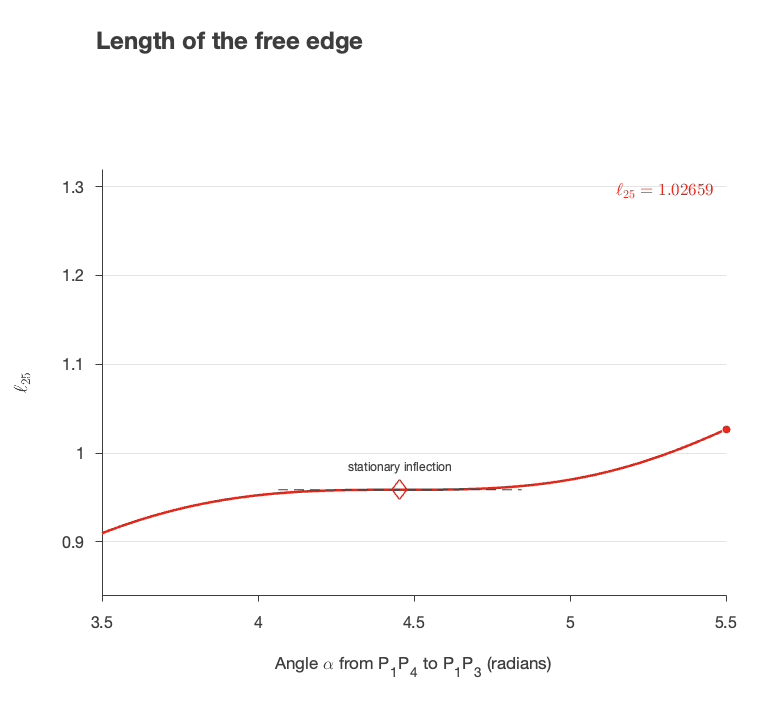 Length of the free edge
1.3
ℓ₂₅ = 1.02659
1.2
1.1
ℓ₂₅
1
stationary inflection
0.9
3.5 4 4.5 5 5.5
Angle α from P₁P₄ to P₁P₃ (radians)